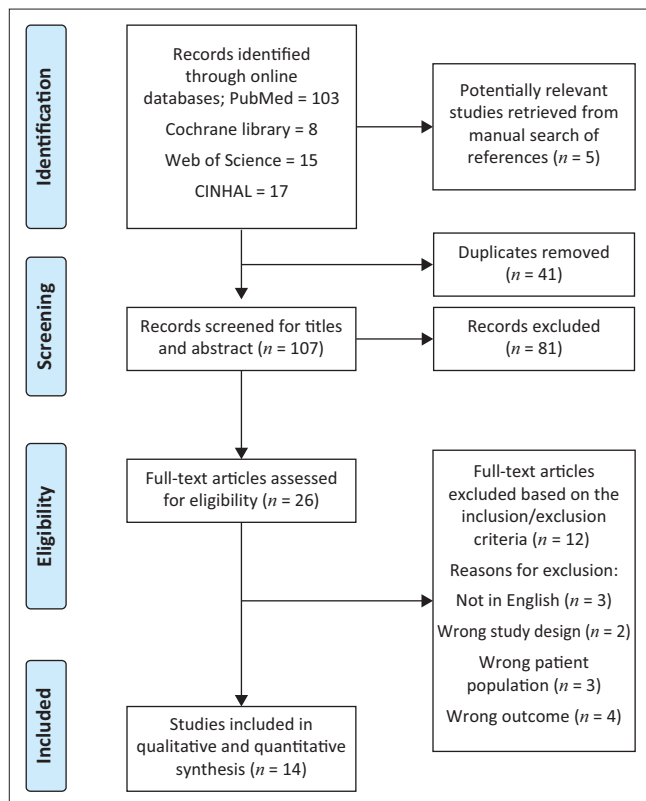 Identification
Records identified
through online
databases; PubMed = 103
Cochrane library = 8
Web of Science = 15
CINHAL = 17
Potentially relevant
studies retrieved from
manual search of
references (n = 5)
Duplicates removed
(n = 41)
Screening
Records screened for titles
and abstract (n = 107)
Records excluded
(n = 81)
Eligibility
Full-text articles assessed
for eligibility (n = 26)
Full-text articles
excluded based on the
inclusion/exclusion
criteria (n = 12)
Reasons for exclusion:
Not in English (n = 3)
Wrong study design (n = 2)
Wrong patient
population (n = 3)
Wrong outcome (n = 4)
Included
Studies included in
qualitative and quantitative
synthesis (n = 14)